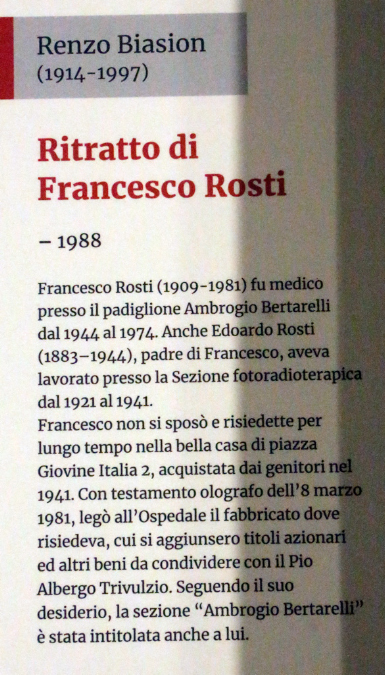 Renzo Biasion
(1914-1997)
Ritratto di
Francesco Rosti
– 1988
Francesco Rosti (1909-1981) fu medico
presso il padiglione Ambrogio Bertarelli
dal 1944 al 1974. Anche Edoardo Rosti
(1883–1944), padre di Francesco, aveva
lavorato presso la Sezione fotoradioterapica
dal 1921 al 1941.
Francesco non si sposò e risiedette per
lungo tempo nella bella casa di piazza
Giovine Italia 2, acquistata dai genitori nel
1941. Con testamento olografo dell’8 marzo
1981, legò all’Ospedale il fabbricato dove
risiedeva, cui si aggiunsero titoli azionari
ed altri beni da condividere con il Pio
Albergo Trivulzio. Seguendo il suo
desiderio, la sezione “Ambrogio Bertarelli”
è stata intitolata anche a lui.